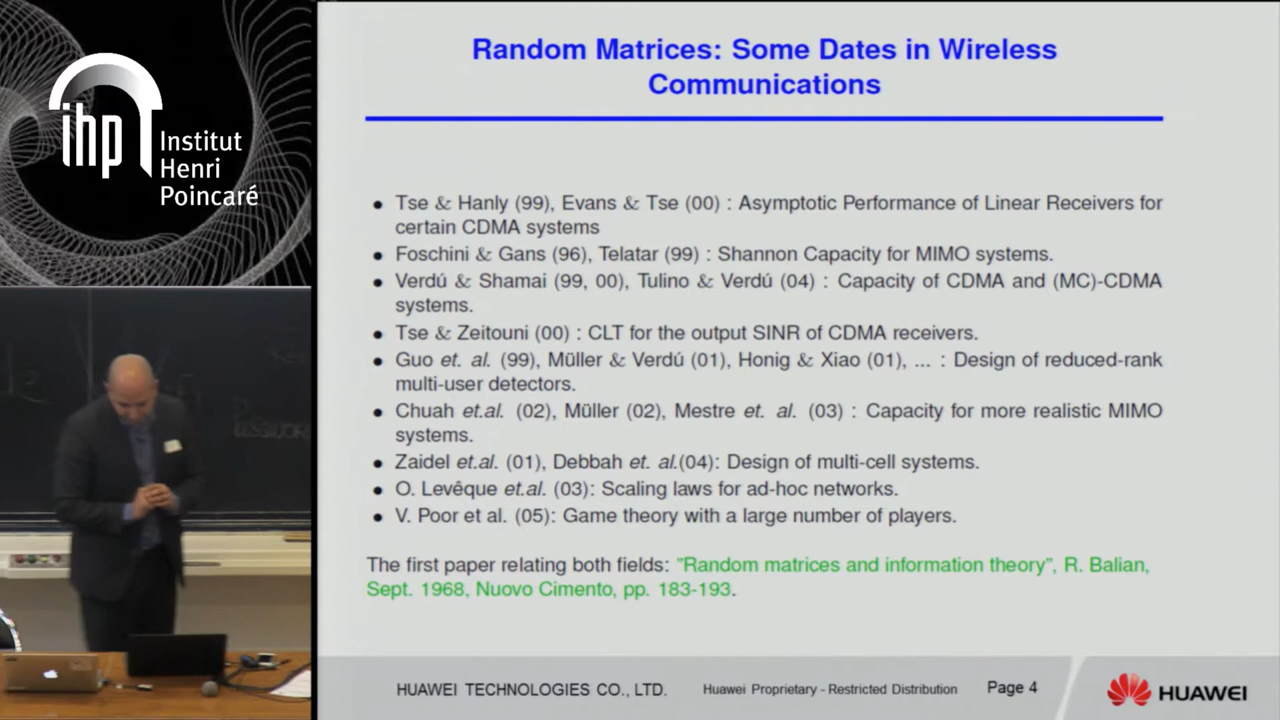 ihp
Institut
Henri
Poincaré
Random Matrices: Some Dates in Wireless
Communications
• Tse & Hanly (99), Evans & Tse (00) : Asymptotic Performance of Linear Receivers for
certain CDMA systems
• Foschini & Gans (96), Telatar (99) : Shannon Capacity for MIMO systems.
• Verdú & Shamai (99, 00), Tulino & Verdú (04) : Capacity of CDMA and (MC)-CDMA
systems.
• Tse & Zeitouni (00) : CLT for the output SINR of CDMA receivers.
• Guo et. al. (99), Müller & Verdú (01), Honig & Xiao (01), ... : Design of reduced-rank
multi-user detectors.
• Chuah et.al. (02), Müller (02), Mestre et. al. (03) : Capacity for more realistic MIMO
systems.
• Zaidel et.al. (01), Debbah et. al.(04): Design of multi-cell systems.
• O. Levêque et.al. (03): Scaling laws for ad-hoc networks.
• V. Poor et al. (05): Game theory with a large number of players.
The first paper relating both fields: "Random matrices and information theory", R. Balian,
Sept. 1968, Nuovo Cimento, pp. 183-193.
HUAWEI TECHNOLOGIES CO., LTD.
Huawei Proprietary - Restricted Distribution
Page 4
HUAWEI